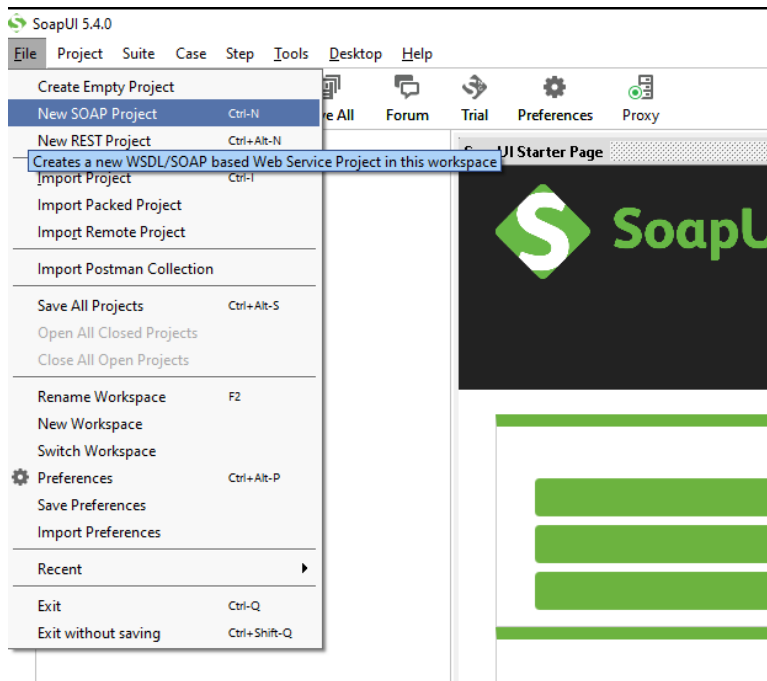 SoapUI 5.4.0
File Project Suite Case Step Tools Desktop Help
Forum Trial Preferences Proxy
Create Empty Project
New SOAP Project Ctrl-N
New REST Project Ctrl+Alt-N
Creates a new WSDL/SOAP based Web Service Project in this workspace
Import Project Ctrl-I
Import Packed Project
Import Remote Project
Import Postman Collection
Save All Projects Ctrl+Alt-S
Open All Closed Projects
Close All Open Projects
Rename Workspace F2
New Workspace
Switch Workspace
Preferences Ctrl+Alt-P
Save Preferences
Import Preferences
Recent
Exit Ctrl-Q
Exit without saving Ctrl+Shift-Q
UI Starter Page
SoapU